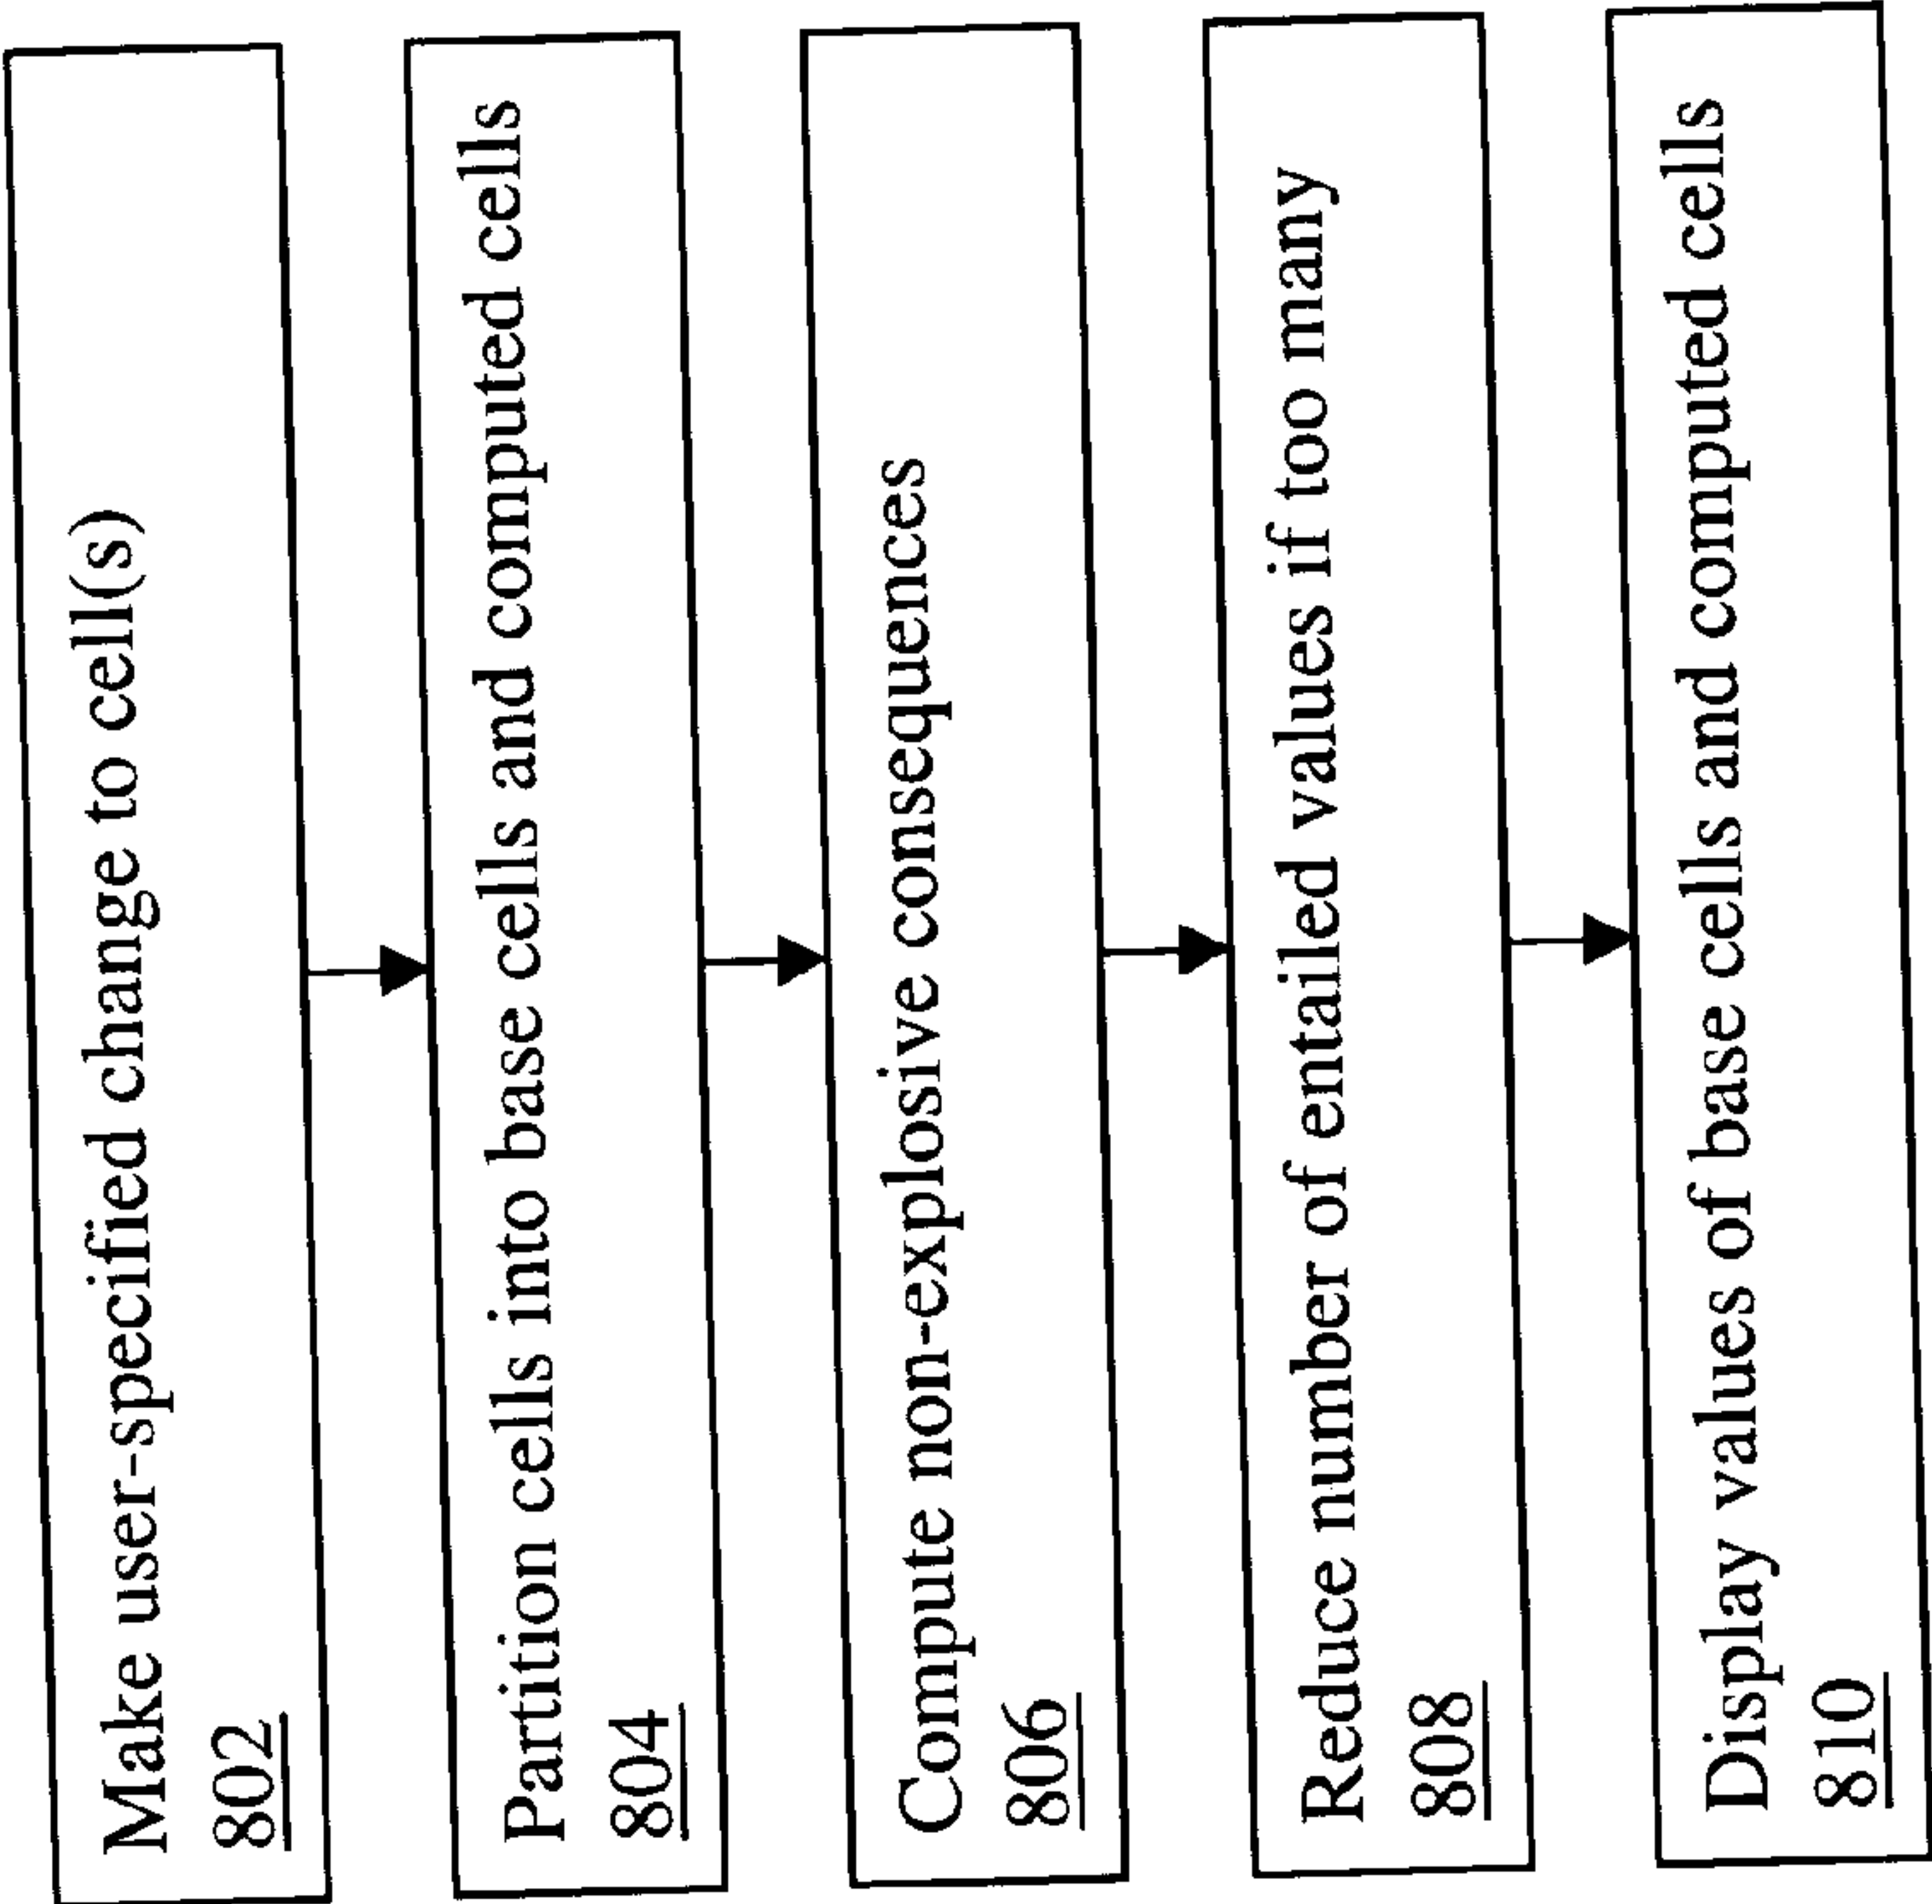 Make user-specified change to cell(s)
802
Partition cells into base cells and computed cells
804
Compute non-explosive consequences
806
Reduce number of entailed values if too many
808
Display values of base cells and computed cells
810